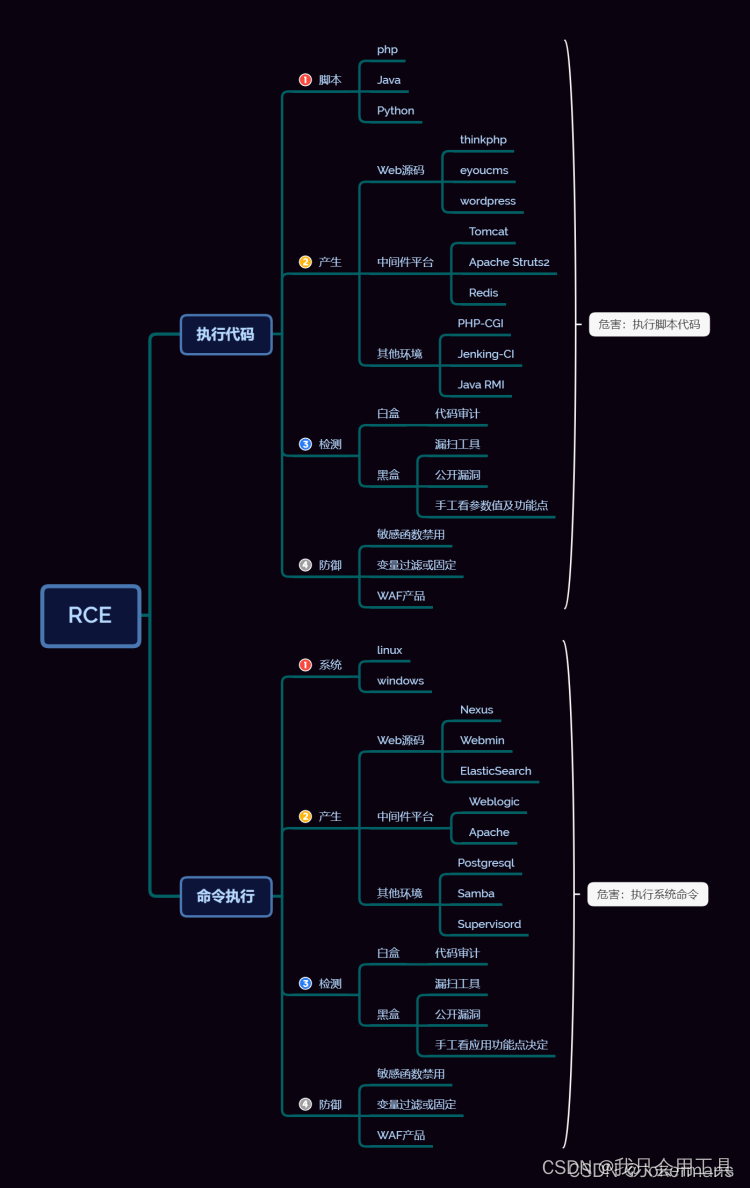 RCE
执行代码
1 脚本
php
Java
Python
2 产生
Web源码
thinkphp
eyoucms
wordpress
中间件平台
Tomcat
Apache Struts2
Redis
其他环境
PHP-CGI
Jenking-CI
Java RMI
3 检测
白盒
代码审计
黑盒
漏扫工具
公开漏洞
手工看参数值及功能点
4 防御
敏感函数禁用
变量过滤或固定
WAF产品
危害：执行脚本代码
命令执行
1 系统
linux
windows
2 产生
Web源码
Nexus
Webmin
ElasticSearch
中间件平台
Weblogic
Apache
其他环境
Postgresql
Samba
Supervisord
3 检测
白盒
代码审计
黑盒
漏扫工具
公开漏洞
手工看应用功能点决定
4 防御
敏感函数禁用
变量过滤或固定
WAF产品
危害：执行系统命令
CSDN @我只会用工具